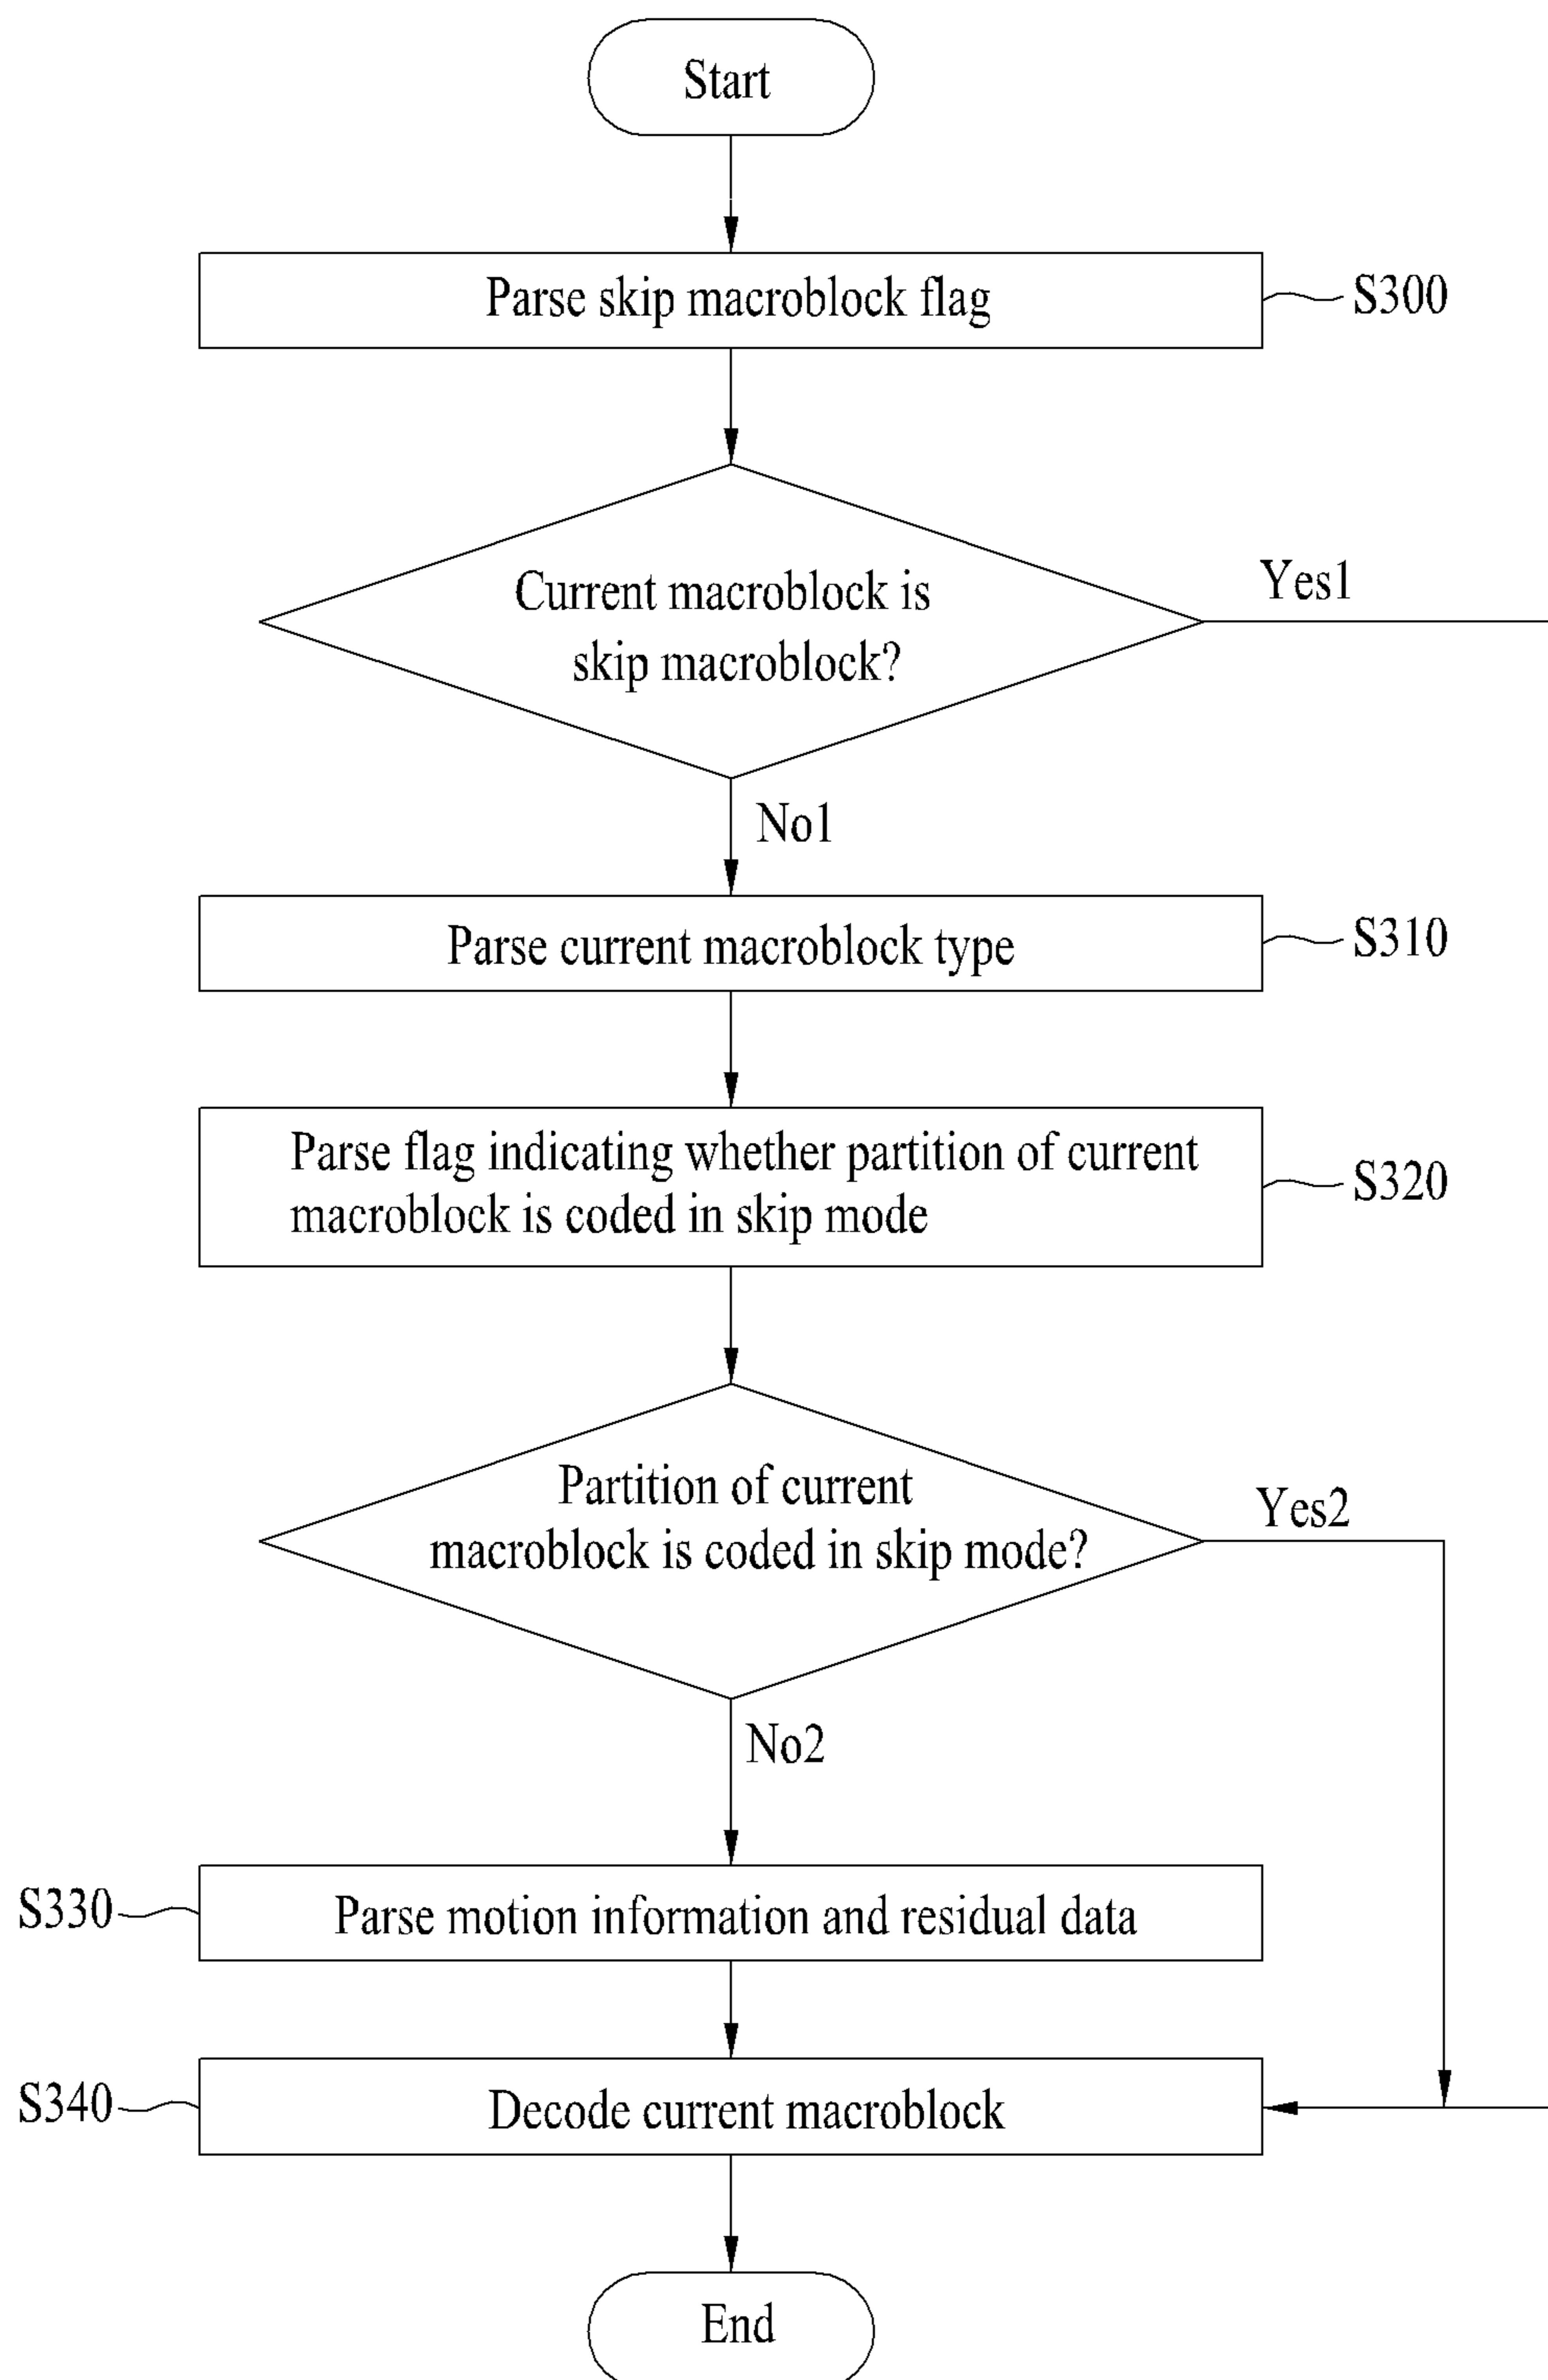 Start
Parse skip macroblock flag
S300
Current macroblock is
skip macroblock?
Yes1
No1
Parse current macroblock type
S310
Parse flag indicating whether partition of current
macroblock is coded in skip mode
S320
Partition of current
macroblock is coded in skip mode?
Yes2
No2
S330
Parse motion information and residual data
S340
Decode current macroblock
End